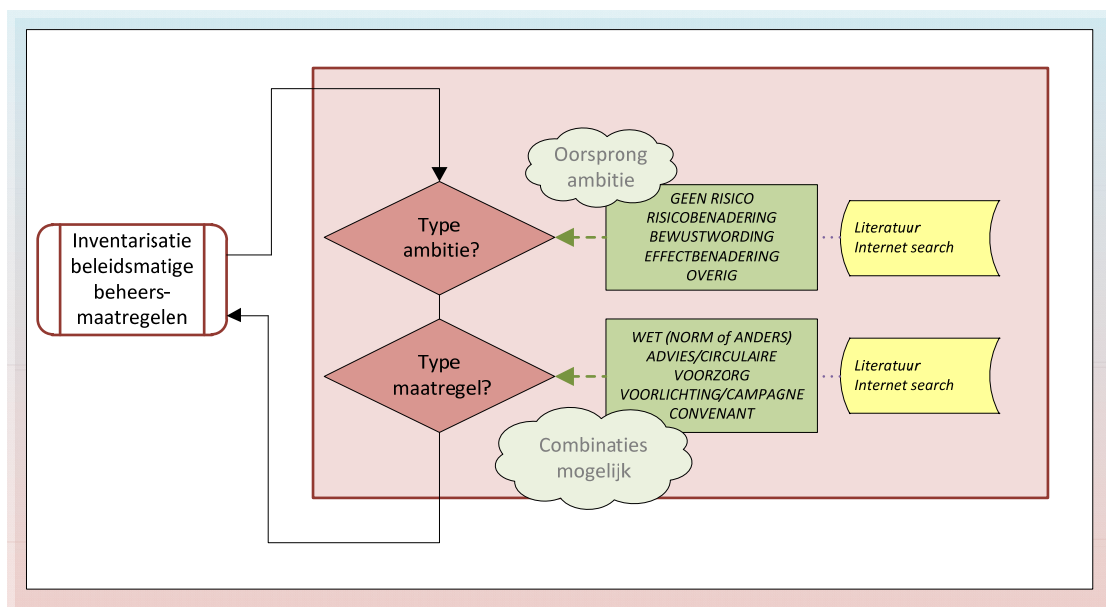 Inventarisatie
beleidsmatige
beheers-
maatregelen
Type
ambitie?
Oorsprong
ambitie
GEEN RISICO
RISICOBENADERING
BEWUSTWORDING
EFFECTBENADERING
OVERIG
Literatuur
Internet search
Type
maatregel?
WET (NORM of ANDERS)
ADVIES/CIRCULAIRE
VOORZORG
VOORLICHTING/CAMPAGNE
CONVENANT
Literatuur
Internet search
Combinaties
mogelijk